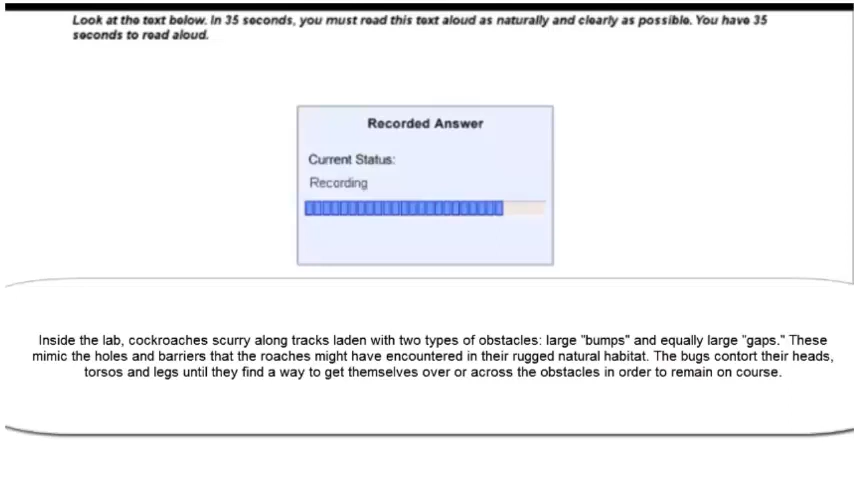 Look at the text below. In 35 seconds, you must read this text aloud as naturally and clearly as possible. You have 35
seconds to read aloud.
Recorded Answer
Current Status:
Recording
Inside the lab, cockroaches scurry along tracks laden with two types of obstacles: large "bumps" and equally large "gaps." These
mimic the holes and barriers that the roaches might have encountered in their rugged natural habitat. The bugs contort their heads,
torsos and legs until they find a way to get themselves over or across the obstacles in order to remain on course.